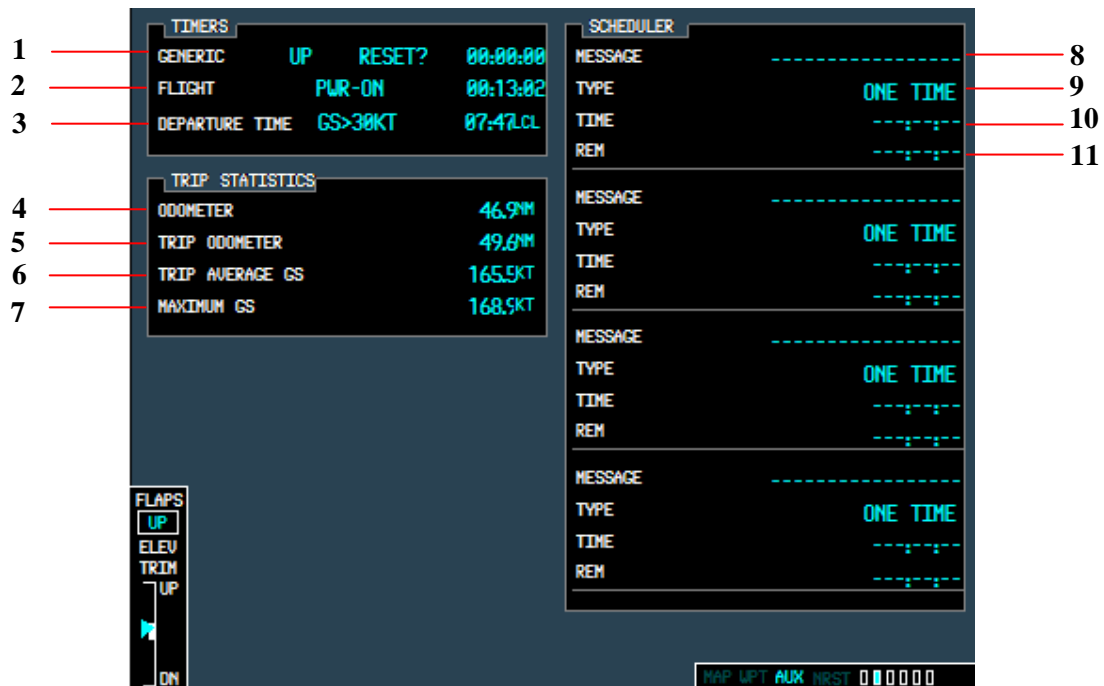 TIMERS
1 GENERIC UP RESET? 00:00:00
2 FLIGHT PWR-ON 00:13:02
3 DEPARTURE TIME GS>30KT 07:47LCL
TRIP STATISTICS
4 ODOMETER 46.9NM
5 TRIP ODOMETER 49.6NM
6 TRIP AVERAGE GS 165.5KT
7 MAXIMUM GS 168.9KT
SCHEDULER
MESSAGE ----------------- 8
TYPE ONE TIME 9
TIME ---:--:-- 10
REM ---:--:-- 11
MESSAGE -----------------
TYPE ONE TIME
TIME ---:--:--
REM ---:--:--
MESSAGE -----------------
TYPE ONE TIME
TIME ---:--:--
REM ---:--:--
MESSAGE -----------------
TYPE ONE TIME
TIME ---:--:--
REM ---:--:--
FLAPS
UP
ELEV
TRIM
UP
DN
MAP WPT AUX NRST